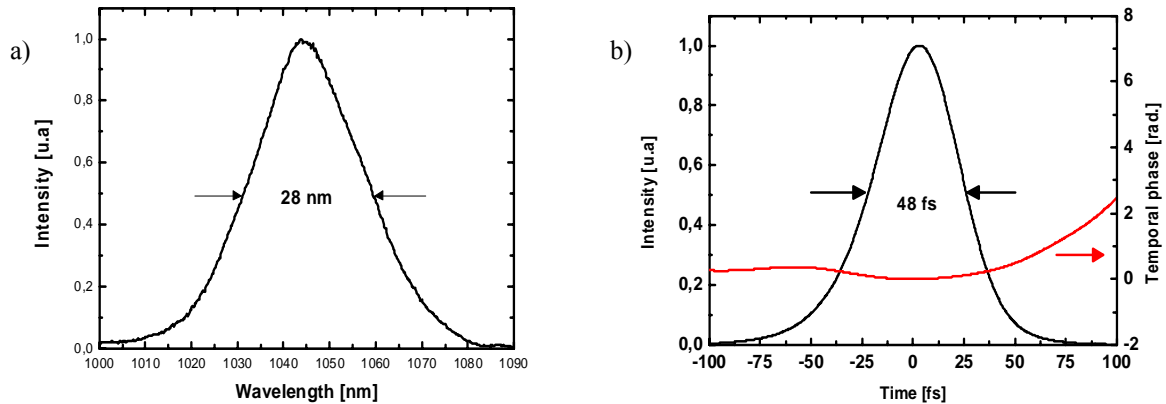 a)
Intensity [u.a]
1,0
0,8
0,6
0,4
0,2
0,0
28 nm
1000 1010 1020 1030 1040 1050 1060 1070 1080 1090
Wavelength [nm]
b)
Intensity [u.a]
1,0
0,8
0,6
0,4
0,2
0,0
48 fs
-100 -75 -50 -25 0 25 50 75 100
Time [fs]
8
6
4
2
0
-2
Temporal phase [rad.]